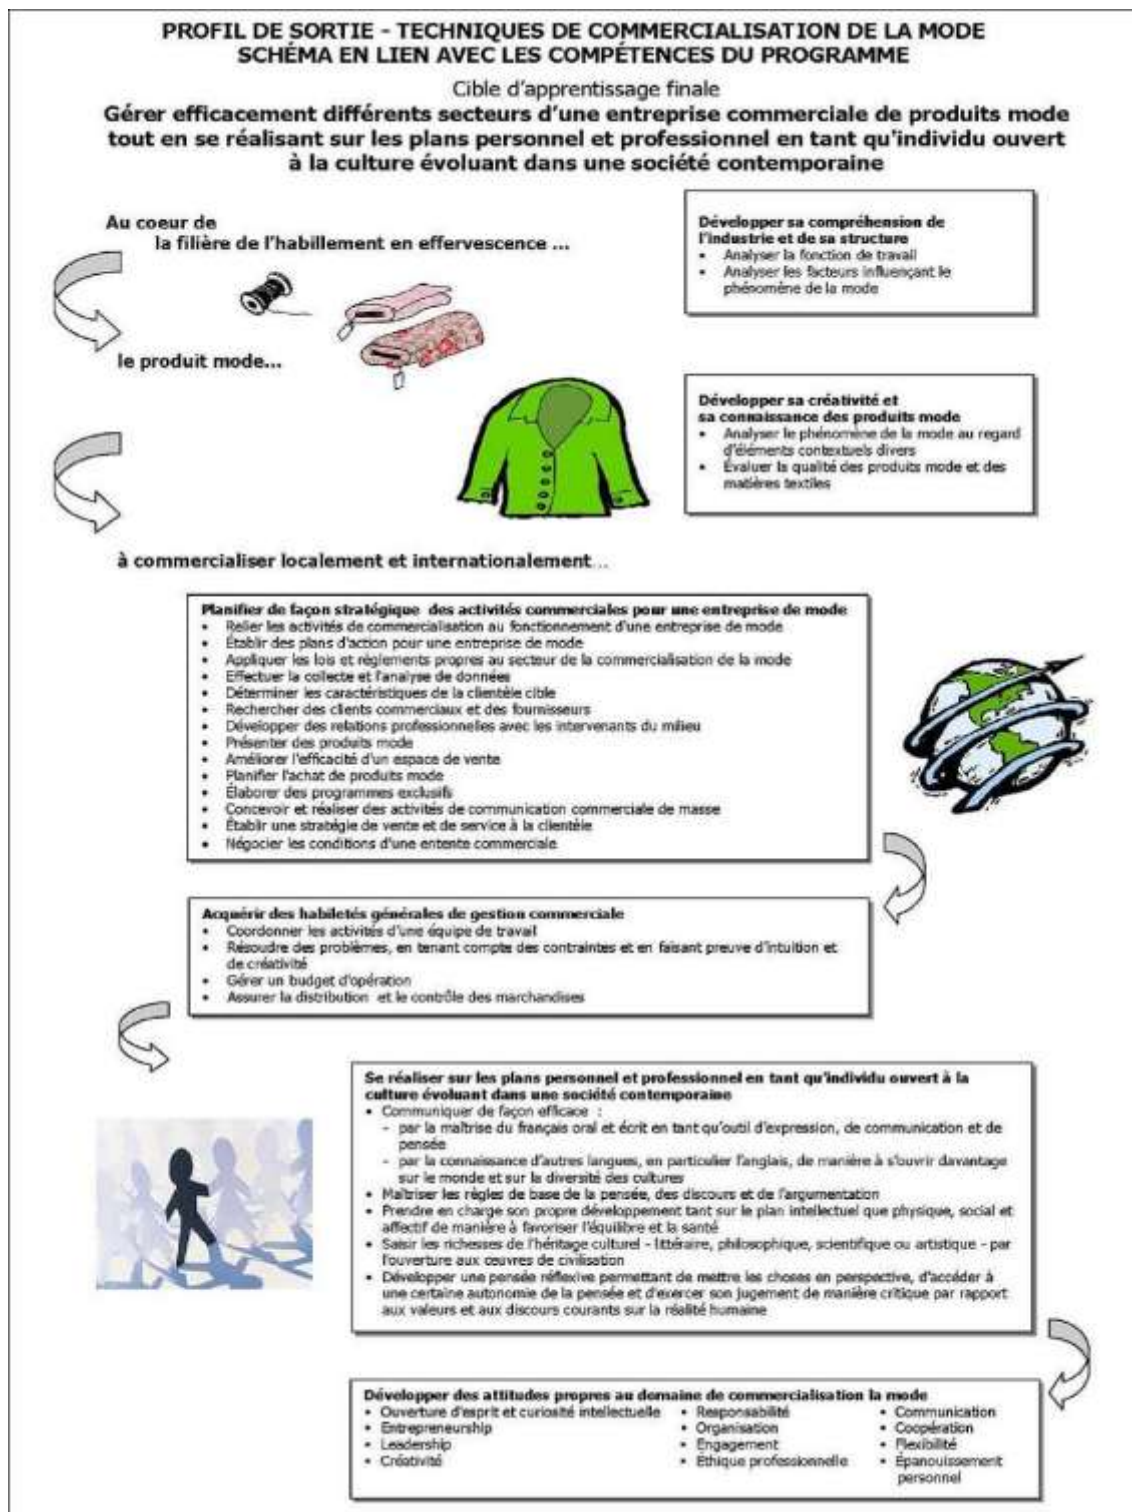 PROFIL DE SORTIE - TECHNIQUES DE COMMERCIALISATION DE LA MODE
SCHÉMA EN LIEN AVEC LES COMPÉTENCES DU PROGRAMME
Cible d'apprentissage finale
Gérer efficacement différents secteurs d'une entreprise commerciale de produits mode
tout en se réalisant sur les plans personnel et professionnel en tant qu'individu ouvert
à la culture évoluant dans une société contemporaine
Au coeur de
la filière de l'habillement en effervescence ...
Développer sa compréhension de
l'industrie et de sa structure
• Analyser la fonction de travail
• Analyser les facteurs influençant le
phénomène de la mode
le produit mode...
Développer sa créativité et
sa connaissance des produits mode
• Analyser le phénomène de la mode au regard
d'éléments contextuels divers
• Évaluer la qualité des produits mode et des
matières textiles
à commercialiser localement et internationalement...
Planifier de façon stratégique des activités commerciales pour une entreprise de mode
• Relier les activités de commercialisation au fonctionnement d'une entreprise de mode
• Établir des plans d'action pour une entreprise de mode
• Appliquer les lois et règlements propres au secteur de la commercialisation de la mode
• Effectuer la collecte et l'analyse de données
• Déterminer les caractéristiques de la clientèle cible
• Rechercher des clients commerciaux et des fournisseurs
• Développer des relations professionnelles avec les intervenants du milieu
• Présenter des produits mode
• Améliorer l'efficacité d'un espace de vente
• Planifier l'achat de produits mode
• Élaborer des programmes exclusifs
• Concevoir et réaliser des activités de communication commerciale de masse
• Établir une stratégie de vente et de service à la clientèle
• Négocier les conditions d'une entente commerciale
Acquérir des habiletés générales de gestion commerciale
• Coordonner les activités d'une équipe de travail
• Résoudre des problèmes, en tenant compte des contraintes et en faisant preuve d'intuition et
de créativité
• Gérer un budget d'opération
• Assurer la distribution et le contrôle des marchandises
Se réaliser sur les plans personnel et professionnel en tant qu'individu ouvert à la
culture évoluant dans une société contemporaine
• Communiquer de façon efficace :
- par la maîtrise du français oral et écrit en tant qu'outil d'expression, de communication et de
pensée
- par la connaissance d'autres langues, en particulier l'anglais, de manière à s'ouvrir davantage
sur le monde et sur la diversité des cultures
• Maîtriser les règles de base de la pensée, des discours et de l'argumentation
• Prendre en charge son propre développement tant sur le plan intellectuel que physique, social et
affectif de manière à favoriser l'équilibre et la santé
• Saisir les richesses de l'héritage culturel - littéraire, philosophique, scientifique ou artistique - par
l'ouverture aux œuvres de civilisation
• Développer une pensée réflexive permettant de mettre les choses en perspective, d'accéder à
une certaine autonomie de la pensée et d'exercer son jugement de manière critique par rapport
aux valeurs et aux discours courants sur la réalité humaine
Développer des attitudes propres au domaine de commercialisation la mode
• Ouverture d'esprit et curiosité intellectuelle
• Entrepreneurship
• Leadership
• Créativité
• Responsabilité
• Organisation
• Engagement
• Éthique professionnelle
• Communication
• Coopération
• Flexibilité
• Épanouissement
personnel